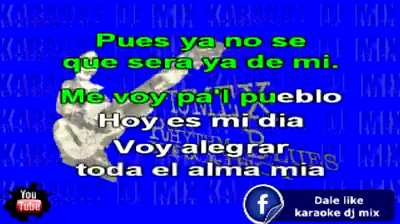 Pues ya no se
que sera ya de mi.
Me voy pa'l pueblo
Hoy es mi dia
Voy alegrar
toda el alma mia
You
Tube
f
Dale like
karaoke dj mix